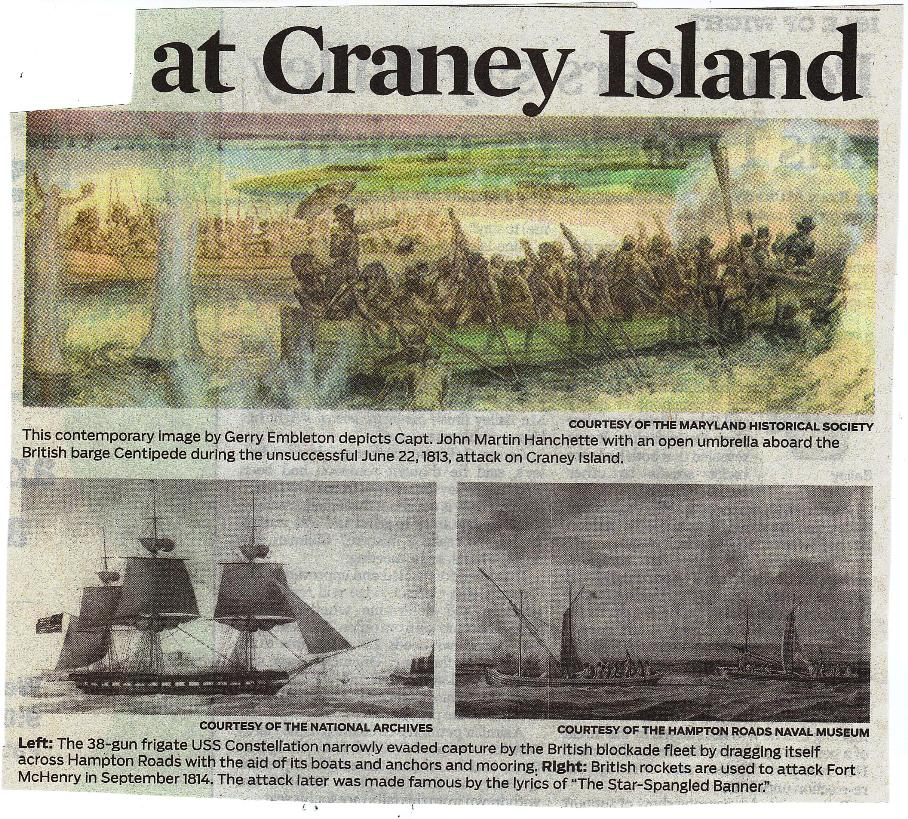 at Craney Island
COURTESY OF THE MARYLAND HISTORICAL SOCIETY
This contemporary image by Gerry Embleton depicts Capt. John Martin Hanchette with an open umbrella aboard the
British barge Centipede during the unsuccessful June 22, 1813, attack on Craney Island.
COURTESY OF THE NATIONAL ARCHIVES
COURTESY OF THE HAMPTON ROADS NAVAL MUSEUM
Left: The 38-gun frigate USS Constellation narrowly evaded capture by the British blockade fleet by dragging itself
across Hampton Roads with the aid of its boats and anchors and mooring. Right: British rockets are used to attack Fort
McHenry in September 1814. The attack later was made famous by the lyrics of "The Star-Spangled Banner."